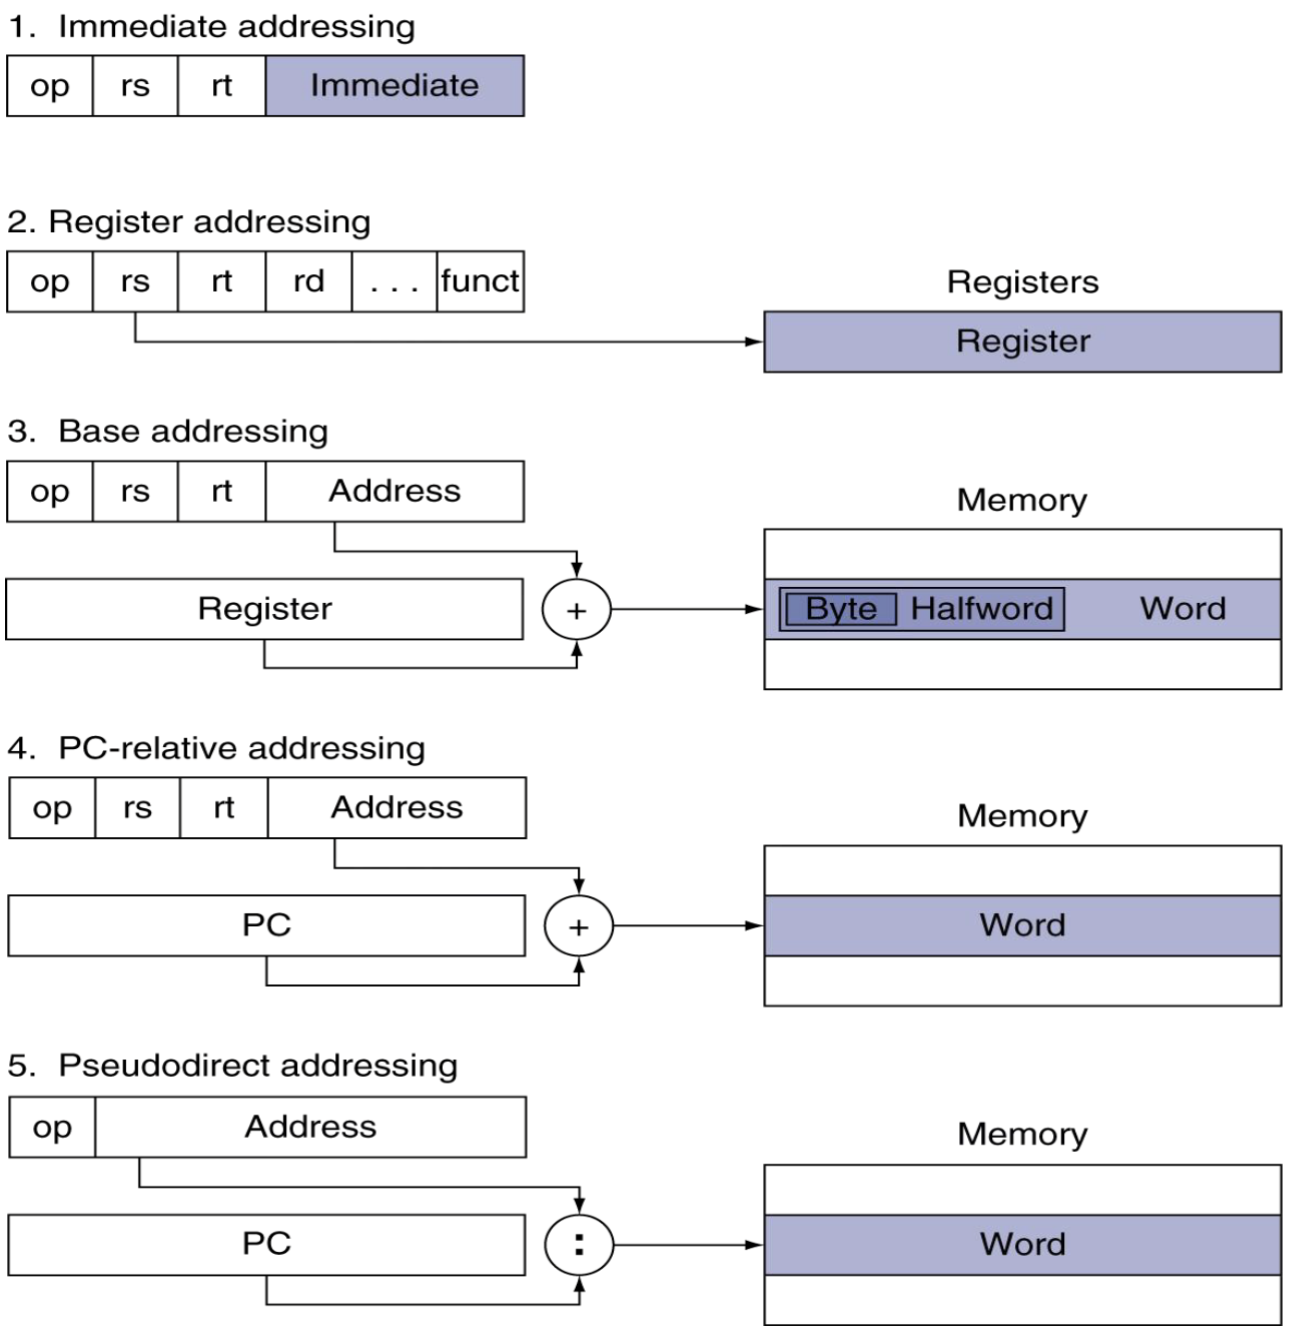 1. Immediate addressing
op rs rt Immediate
2. Register addressing
op rs rt rd ... funct
Registers
Register
3. Base addressing
op rs rt Address
Memory
Register + Byte Halfword Word
4. PC-relative addressing
op rs rt Address
Memory
PC + Word
5. Pseudodirect addressing
op Address
Memory
PC : Word